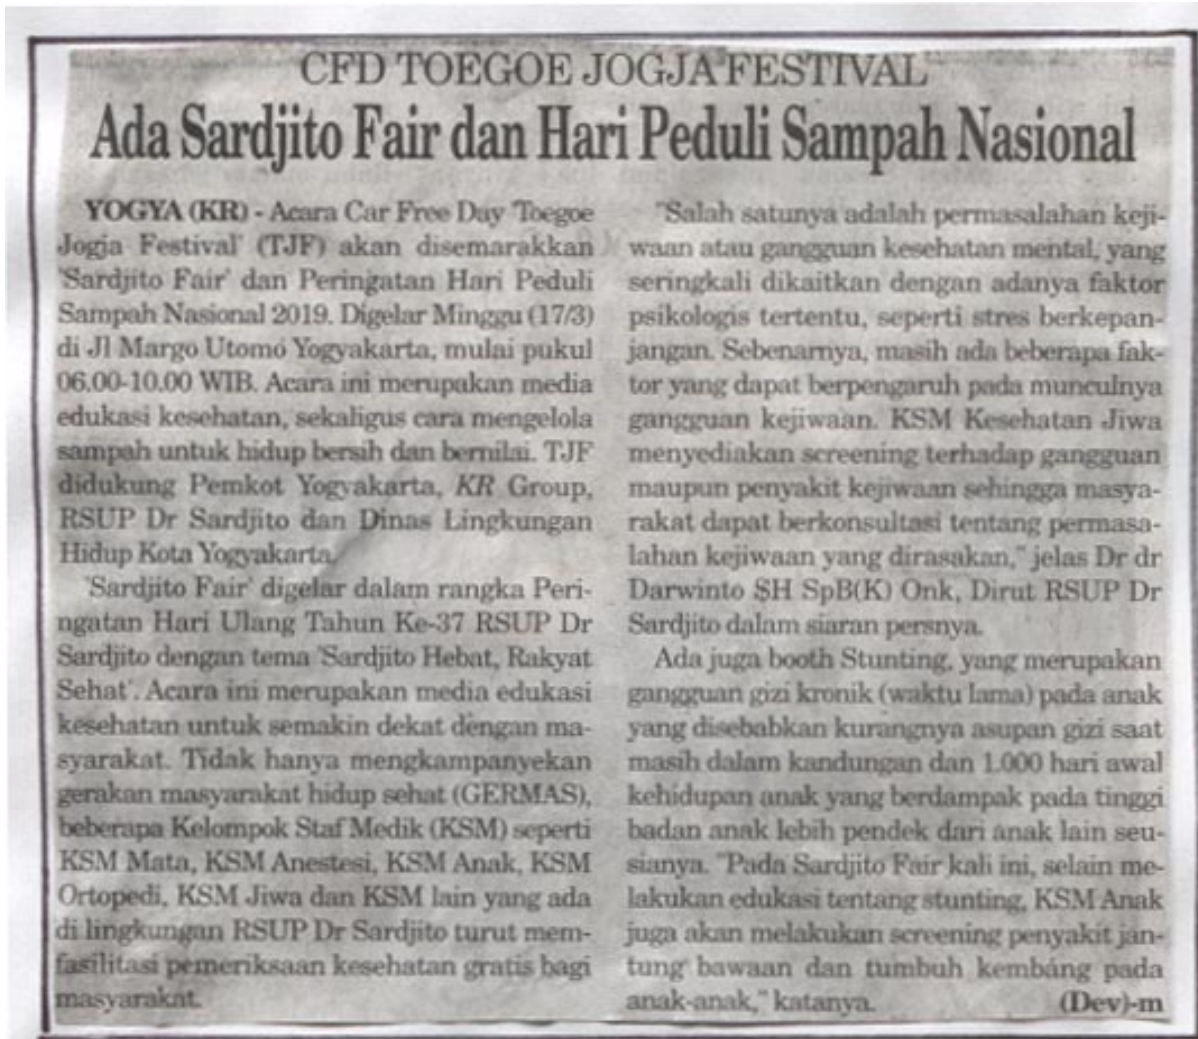 CFD TOEGOE JOGJA FESTIVAL
Ada Sardjito Fair dan Hari Peduli Sampah Nasional
YOGYA (KR) - Acara Car Free Day 'Toegoe
Jogja Festival' (TJF) akan disemarakkan
'Sardjito Fair' dan Peringatan Hari Peduli
Sampah Nasional 2019. Digelar Minggu (17/3)
di Jl Margo Utomo Yogyakarta, mulai pukul
06.00-10.00 WIB. Acara ini merupakan media
edukasi kesehatan, sekaligus cara mengelola
sampah untuk hidup bersih dan bernilai. TJF
didukung Pemkot Yogyakarta, KR Group,
RSUP Dr Sardjito dan Dinas Lingkungan
Hidup Kota Yogyakarta.
'Sardjito Fair' digelar dalam rangka Peri-
ngatan Hari Ulang Tahun Ke-37 RSUP Dr
Sardjito dengan tema 'Sardjito Hebat, Rakyat
Sehat'. Acara ini merupakan media edukasi
kesehatan untuk semakin dekat dengan ma-
syarakat. Tidak hanya mengkampanyekan
gerakan masyarakat hidup sehat (GERMAS),
beberapa Kelompok Staf Medik (KSM) seperti
KSM Mata, KSM Anestesi, KSM Anak, KSM
Ortopedi, KSM Jiwa dan KSM lain yang ada
di lingkungan RSUP Dr Sardjito turut mem-
fasilitasi pemeriksaan kesehatan gratis bagi
masyarakat.
"Salah satunya adalah permasalahan keji-
waan atau gangguan kesehatan mental, yang
seringkali dikaitkan dengan adanya faktor
psikologis tertentu, seperti stres berkepan-
jangan. Sebenarnya, masih ada beberapa fak-
tor yang dapat berpengaruh pada munculnya
gangguan kejiwaan. KSM Kesehatan Jiwa
menyediakan screening terhadap gangguan
maupun penyakit kejiwaan sehingga masya-
rakat dapat berkonsultasi tentang permasa-
lahan kejiwaan yang dirasakan," jelas Dr dr
Darwinto SH SpB(K) Onk, Dirut RSUP Dr
Sardjito dalam siaran persnya.
Ada juga booth Stunting, yang merupakan
gangguan gizi kronik (waktu lama) pada anak
yang disebabkan kurangnya asupan gizi saat
masih dalam kandungan dan 1.000 hari awal
kehidupan anak yang berdampak pada tinggi
badan anak lebih pendek dari anak lain seu-
sianya. "Pada Sardjito Fair kali ini, selain me-
lakukan edukasi tentang stunting, KSM Anak
juga akan melakukan screening penyakit jan-
tung bawaan dan tumbuh kembang pada
anak-anak," katanya. (Dev)-m